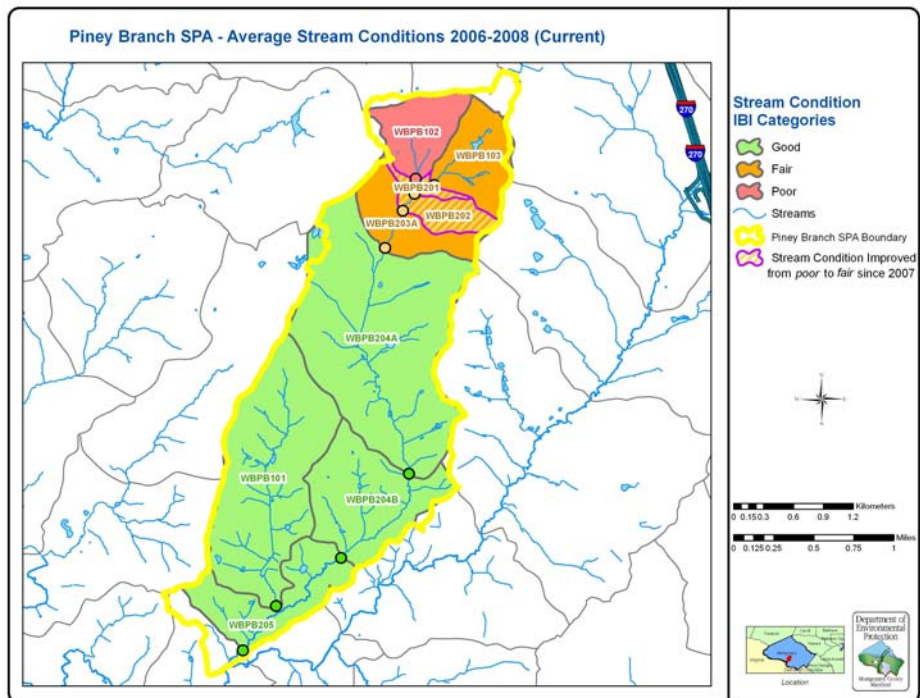 Piney Branch SPA - Average Stream Conditions 2006-2008 (Current)
WBPB102
WBPB103
WBPB201
WBPB202
WBPB203A
WBPB204A
WBPB101
WBPB204B
WBPB205
270
270
Stream Condition
IBI Categories
Good
Fair
Poor
Streams
Piney Branch SPA Boundary
Stream Condition Improved
from poor to fair since 2007
N
W E
S
Kilometers
0 0.15 0.3 0.6 0.9 1.2
Miles
0 0.125 0.25 0.5 0.75 1
Location
Department of
Environmental
Protection
Montgomery County
Maryland